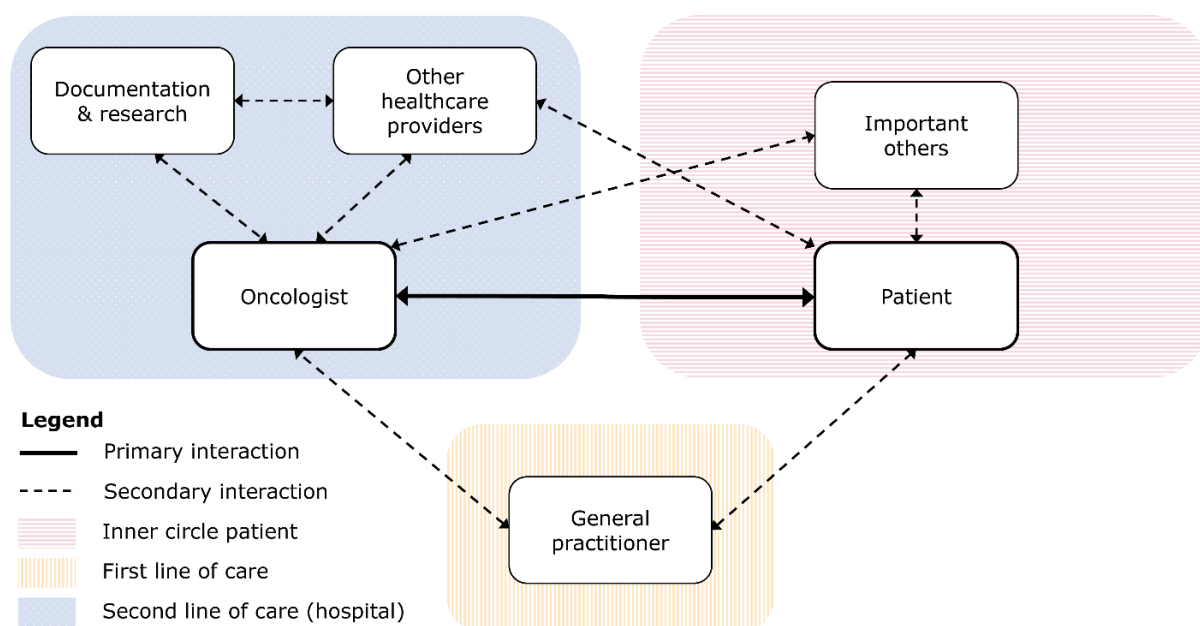 Documentation
& research
Other
healthcare
providers
Important
others
Oncologist
Patient
General
practitioner
Legend
Primary interaction
Secondary interaction
Inner circle patient
First line of care
Second line of care (hospital)